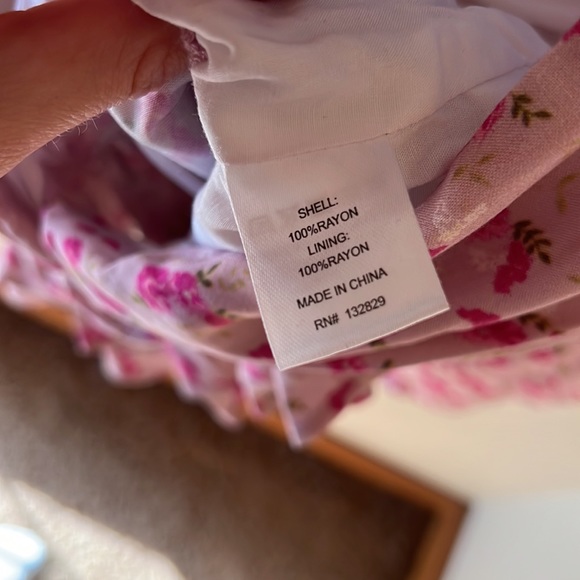 SHELL:
100%RAYON
LINING:
100%RAYON
MADE IN CHINA
RN# 132829